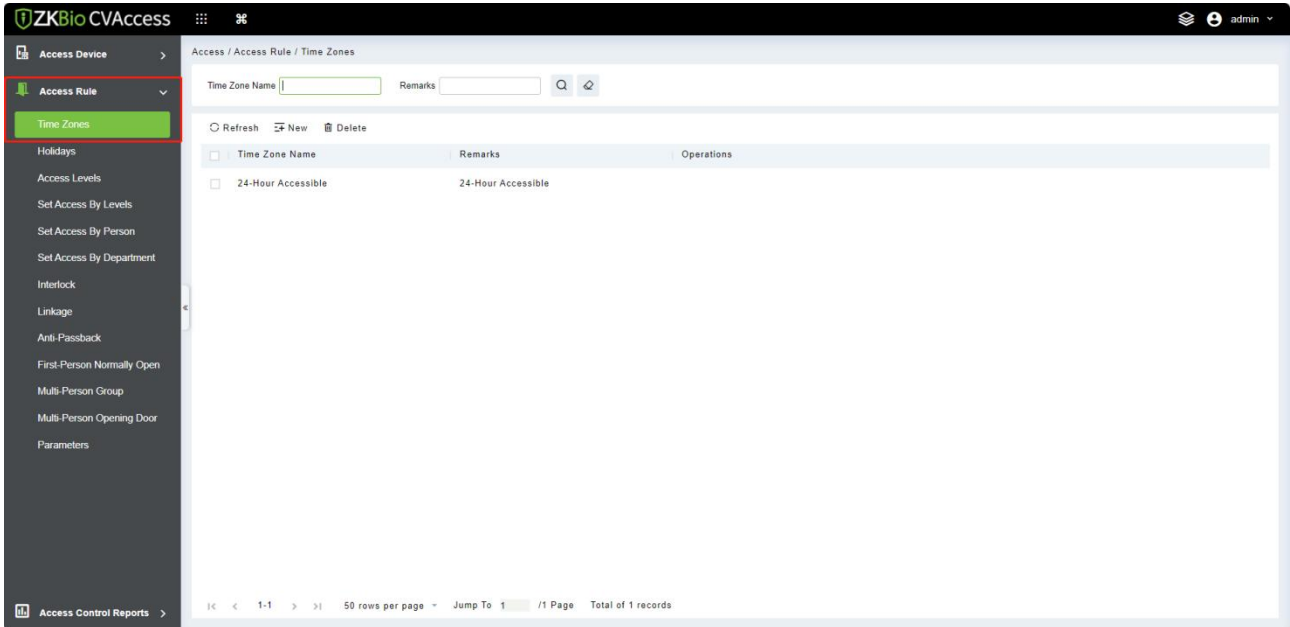 ZKBio CVAccess
admin
Access Device
Access / Access Rule / Time Zones
Access Rule
Time Zone Name
Remarks
Time Zones
Refresh New Delete
Holidays
Time Zone Name Remarks Operations
Access Levels
24-Hour Accessible 24-Hour Accessible
Set Access By Levels
Set Access By Person
Set Access By Department
Interlock
Linkage
Anti-Passback
First-Person Normally Open
Multi-Person Group
Multi-Person Opening Door
Parameters
Access Control Reports
1-1 50 rows per page Jump To 1 /1 Page Total of 1 records